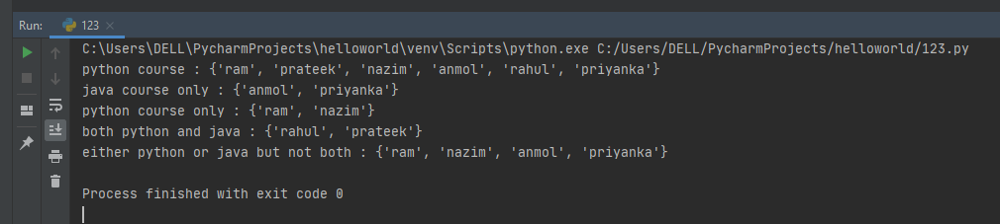 Run: 123
C:\Users\DELL\PycharmProjects\helloworld\venv\Scripts\python.exe C:/Users/DELL/PycharmProjects/helloworld/123.py
python course : {'ram', 'prateek', 'nazim', 'anmol', 'rahul', 'priyanka'}
java course only : {'anmol', 'priyanka'}
python course only : {'ram', 'nazim'}
both python and java : {'rahul', 'prateek'}
either python or java but not both : {'ram', 'nazim', 'anmol', 'priyanka'}
Process finished with exit code 0